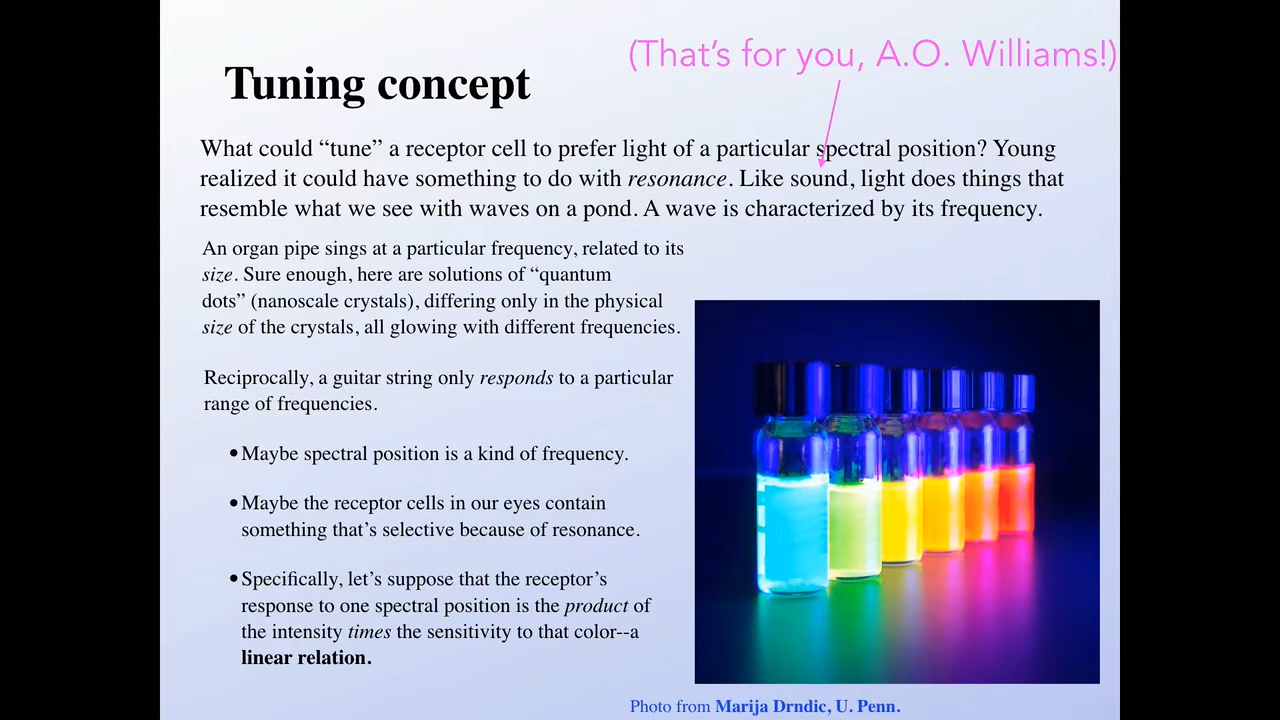 (That's for you, A.O. Williams!)
Tuning concept
What could “tune” a receptor cell to prefer light of a particular spectral position? Young
realized it could have something to do with resonance. Like sound, light does things that
resemble what we see with waves on a pond. A wave is characterized by its frequency.
An organ pipe sings at a particular frequency, related to its
size. Sure enough, here are solutions of “quantum
dots” (nanoscale crystals), differing only in the physical
size of the crystals, all glowing with different frequencies.
Reciprocally, a guitar string only responds to a particular
range of frequencies.
•Maybe spectral position is a kind of frequency.
•Maybe the receptor cells in our eyes contain
something that’s selective because of resonance.
•Specifically, let’s suppose that the receptor’s
response to one spectral position is the product of
the intensity times the sensitivity to that color--a
linear relation.
Photo from Marija Drndic, U. Penn.